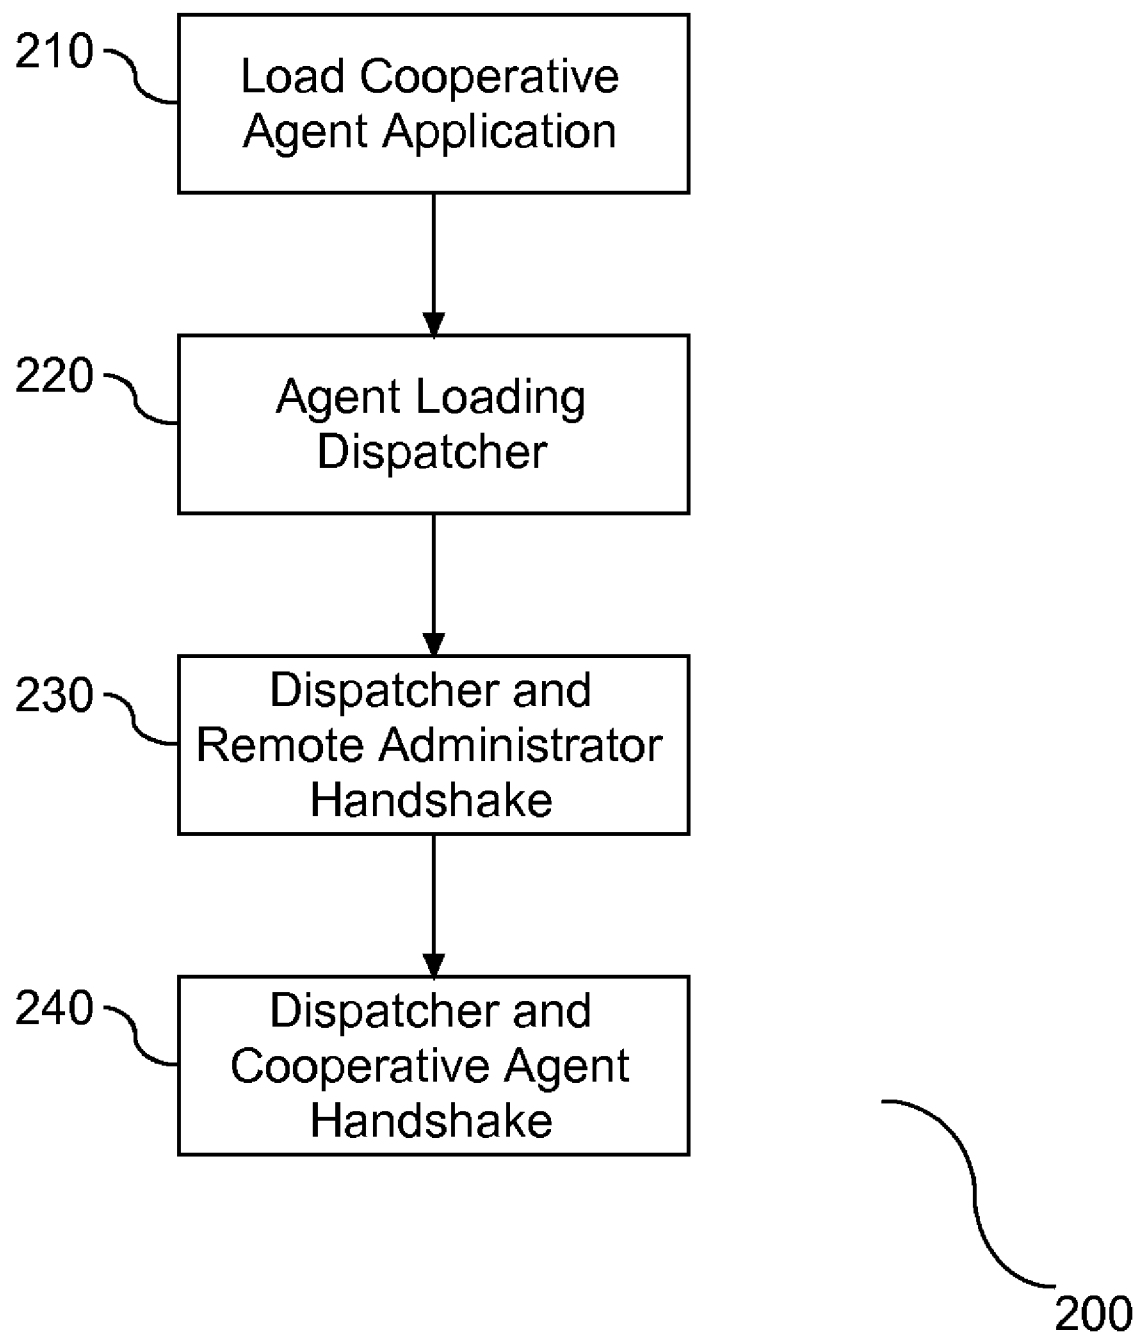 210
Load Cooperative
Agent Application
220
Agent Loading
Dispatcher
230
Dispatcher and
Remote Administrator
Handshake
240
Dispatcher and
Cooperative Agent
Handshake
200